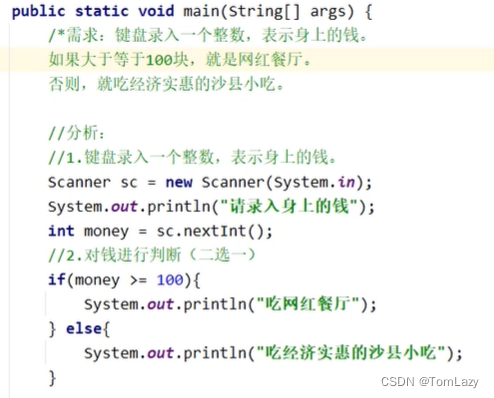 public static void main(String[] args) {
/*需求：键盘录入一个整数，表示身上的钱。
如果大于等于100块，就是网红餐厅。
否则，就吃经济实惠的沙县小吃。
//分析：
//1.键盘录入一个整数，表示身上的钱。
Scanner sc = new Scanner(System.in);
System.out.println("请录入身上的钱");
int money = sc.nextInt();
//2.对钱进行判断（二选一）
if(money >= 100){
System.out.println("吃网红餐厅");
} else{
System.out.println("吃经济实惠的沙县小吃");
}
CSDN @TomLazy